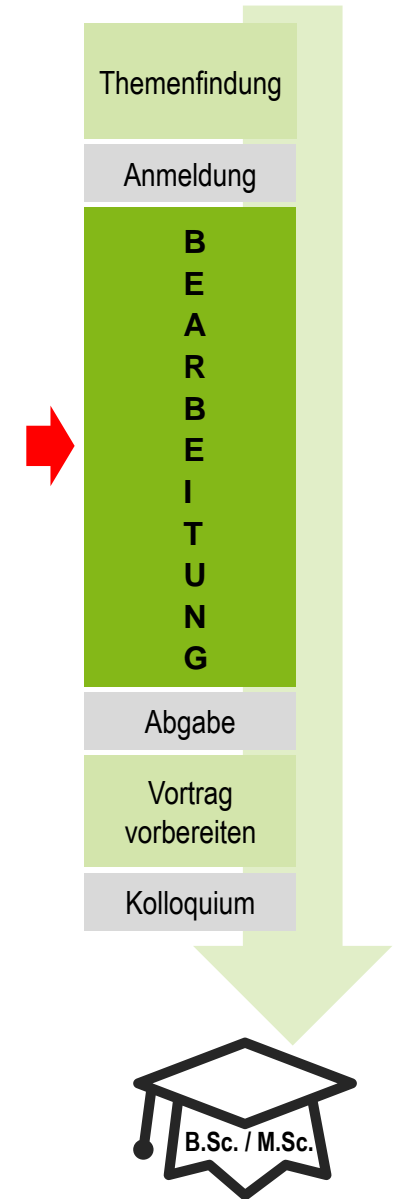 Themenfindung
Anmeldung
B
E
A
R
B
E
I
T
U
N
G
Abgabe
Vortrag
vorbereiten
Kolloquium
B.Sc. / M.Sc.